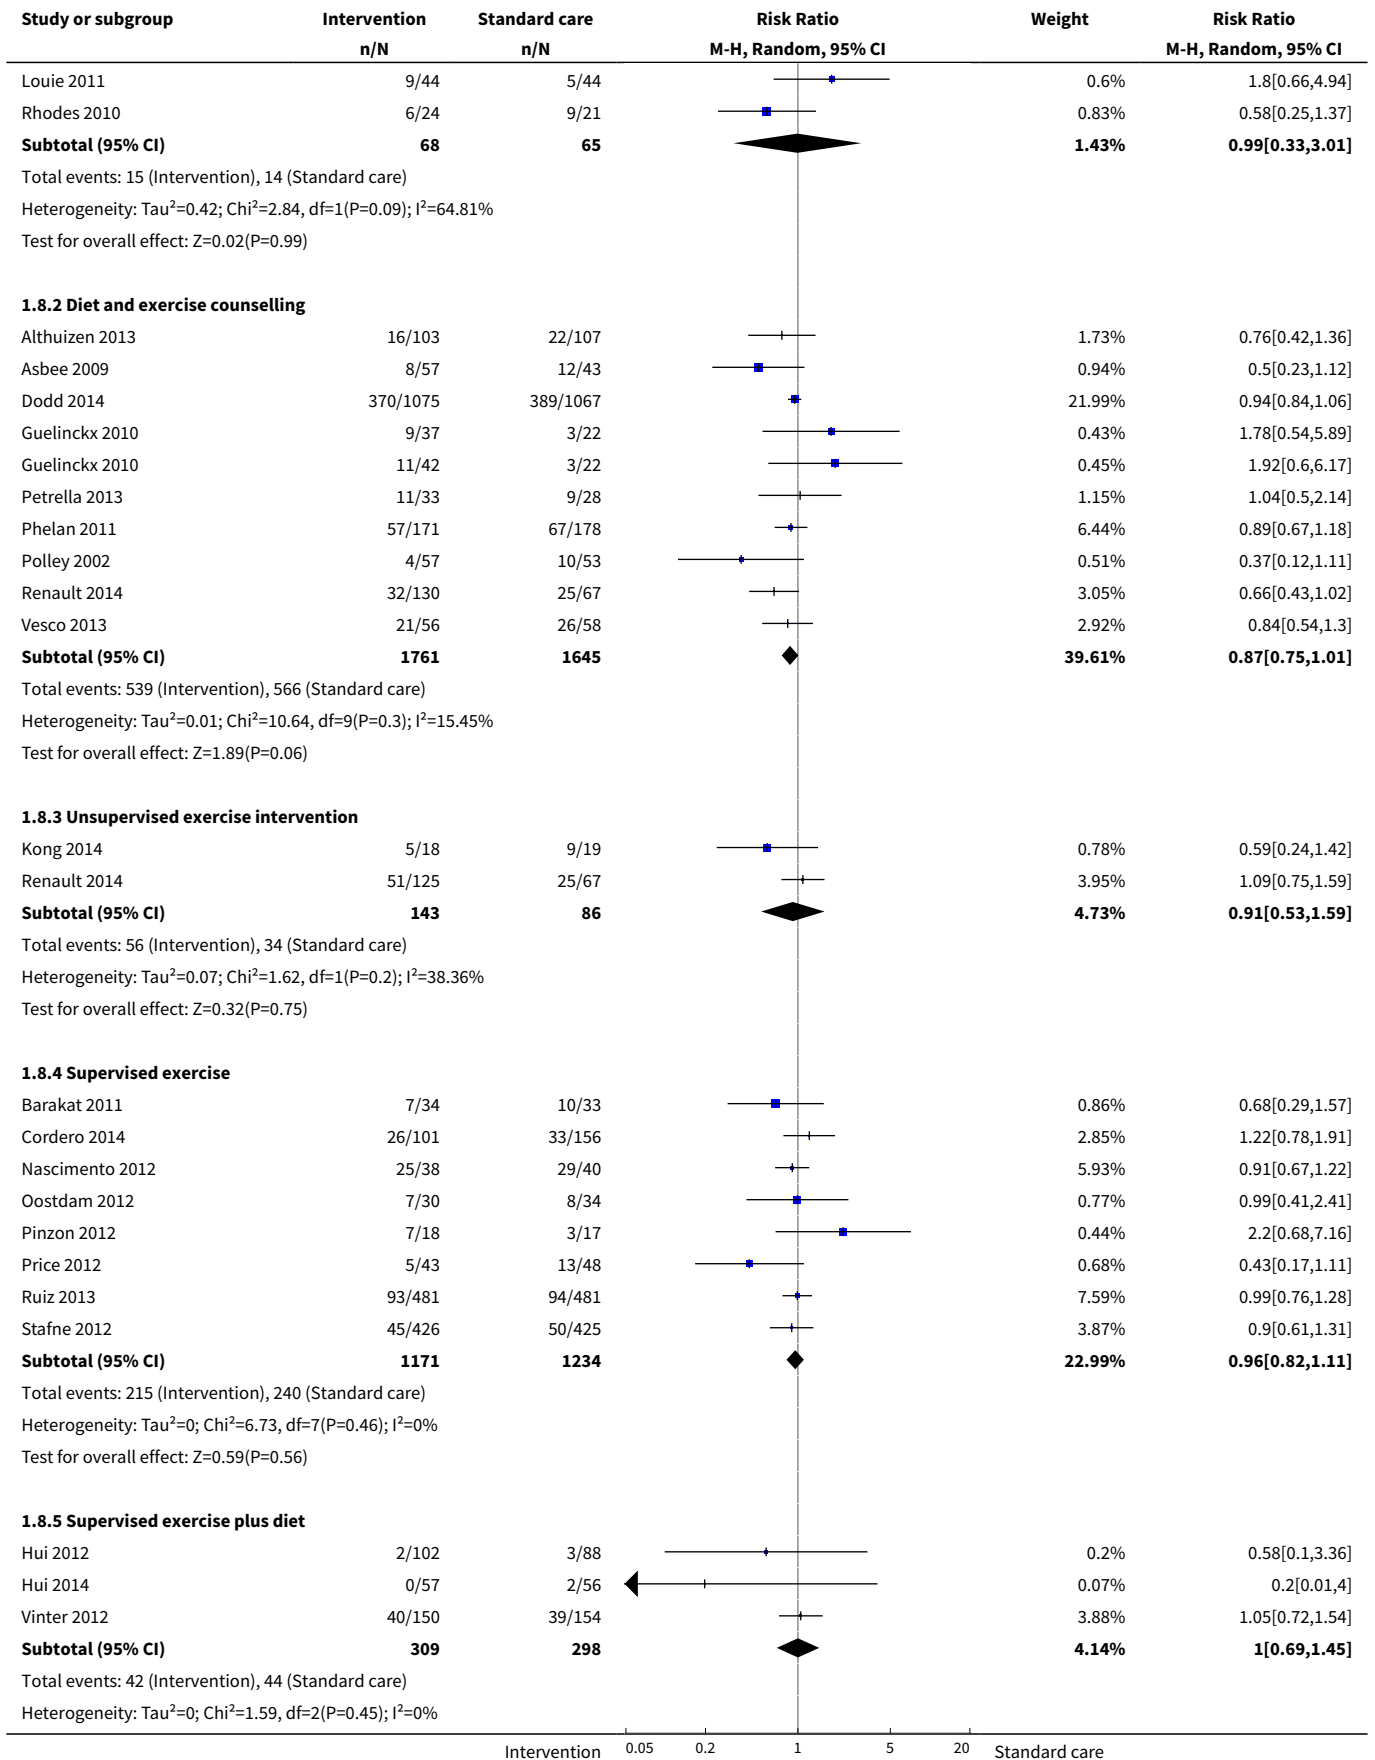 Study or subgroup Intervention Standard care Risk Ratio Weight Risk Ratio
n/N n/N M-H, Random, 95% CI M-H, Random, 95% CI
Louie 2011 9/44 5/44 0.6% 1.8[0.66,4.94]
Rhodes 2010 6/24 9/21 0.83% 0.58[0.25,1.37]
Subtotal (95% CI) 68 65 1.43% 0.99[0.33,3.01]
Total events: 15 (Intervention), 14 (Standard care)
Heterogeneity: Tau²=0.42; Chi²=2.84, df=1(P=0.09); I²=64.81%
Test for overall effect: Z=0.02(P=0.99)
1.8.2 Diet and exercise counselling
Althuizen 2013 16/103 22/107 1.73% 0.76[0.42,1.36]
Asbee 2009 8/57 12/43 0.94% 0.5[0.23,1.12]
Dodd 2014 370/1075 389/1067 21.99% 0.94[0.84,1.06]
Guelinckx 2010 9/37 3/22 0.43% 1.78[0.54,5.89]
Guelinckx 2010 11/42 3/22 0.45% 1.92[0.6,6.17]
Petrella 2013 11/33 9/28 1.15% 1.04[0.5,2.14]
Phelan 2011 57/171 67/178 6.44% 0.89[0.67,1.18]
Polley 2002 4/57 10/53 0.51% 0.37[0.12,1.11]
Renault 2014 32/130 25/67 3.05% 0.66[0.43,1.02]
Vesco 2013 21/56 26/58 2.92% 0.84[0.54,1.3]
Subtotal (95% CI) 1761 1645 39.61% 0.87[0.75,1.01]
Total events: 539 (Intervention), 566 (Standard care)
Heterogeneity: Tau²=0.01; Chi²=10.64, df=9(P=0.3); I²=15.45%
Test for overall effect: Z=1.89(P=0.06)
1.8.3 Unsupervised exercise intervention
Kong 2014 5/18 9/19 0.78% 0.59[0.24,1.42]
Renault 2014 51/125 25/67 3.95% 1.09[0.75,1.59]
Subtotal (95% CI) 143 86 4.73% 0.91[0.53,1.59]
Total events: 56 (Intervention), 34 (Standard care)
Heterogeneity: Tau²=0.07; Chi²=1.62, df=1(P=0.2); I²=38.36%
Test for overall effect: Z=0.32(P=0.75)
1.8.4 Supervised exercise
Barakat 2011 7/34 10/33 0.86% 0.68[0.29,1.57]
Cordero 2014 26/101 33/156 2.85% 1.22[0.78,1.91]
Nascimento 2012 25/38 29/40 5.93% 0.91[0.67,1.22]
Oostdam 2012 7/30 8/34 0.77% 0.99[0.41,2.41]
Pinzon 2012 7/18 3/17 0.44% 2.2[0.68,7.16]
Price 2012 5/43 13/48 0.68% 0.43[0.17,1.11]
Ruiz 2013 93/481 94/481 7.59% 0.99[0.76,1.28]
Stafne 2012 45/426 50/425 3.87% 0.9[0.61,1.31]
Subtotal (95% CI) 1171 1234 22.99% 0.96[0.82,1.11]
Total events: 215 (Intervention), 240 (Standard care)
Heterogeneity: Tau²=0; Chi²=6.73, df=7(P=0.46); I²=0%
Test for overall effect: Z=0.59(P=0.56)
1.8.5 Supervised exercise plus diet
Hui 2012 2/102 3/88 0.2% 0.58[0.1,3.36]
Hui 2014 0/57 2/56 0.07% 0.2[0.01,4]
Vinter 2012 40/150 39/154 3.88% 1.05[0.72,1.54]
Subtotal (95% CI) 309 298 4.14% 1[0.69,1.45]
Total events: 42 (Intervention), 44 (Standard care)
Heterogeneity: Tau²=0; Chi²=1.59, df=2(P=0.45); I²=0%
Intervention 0.05 0.2 1 5 20 Standard care